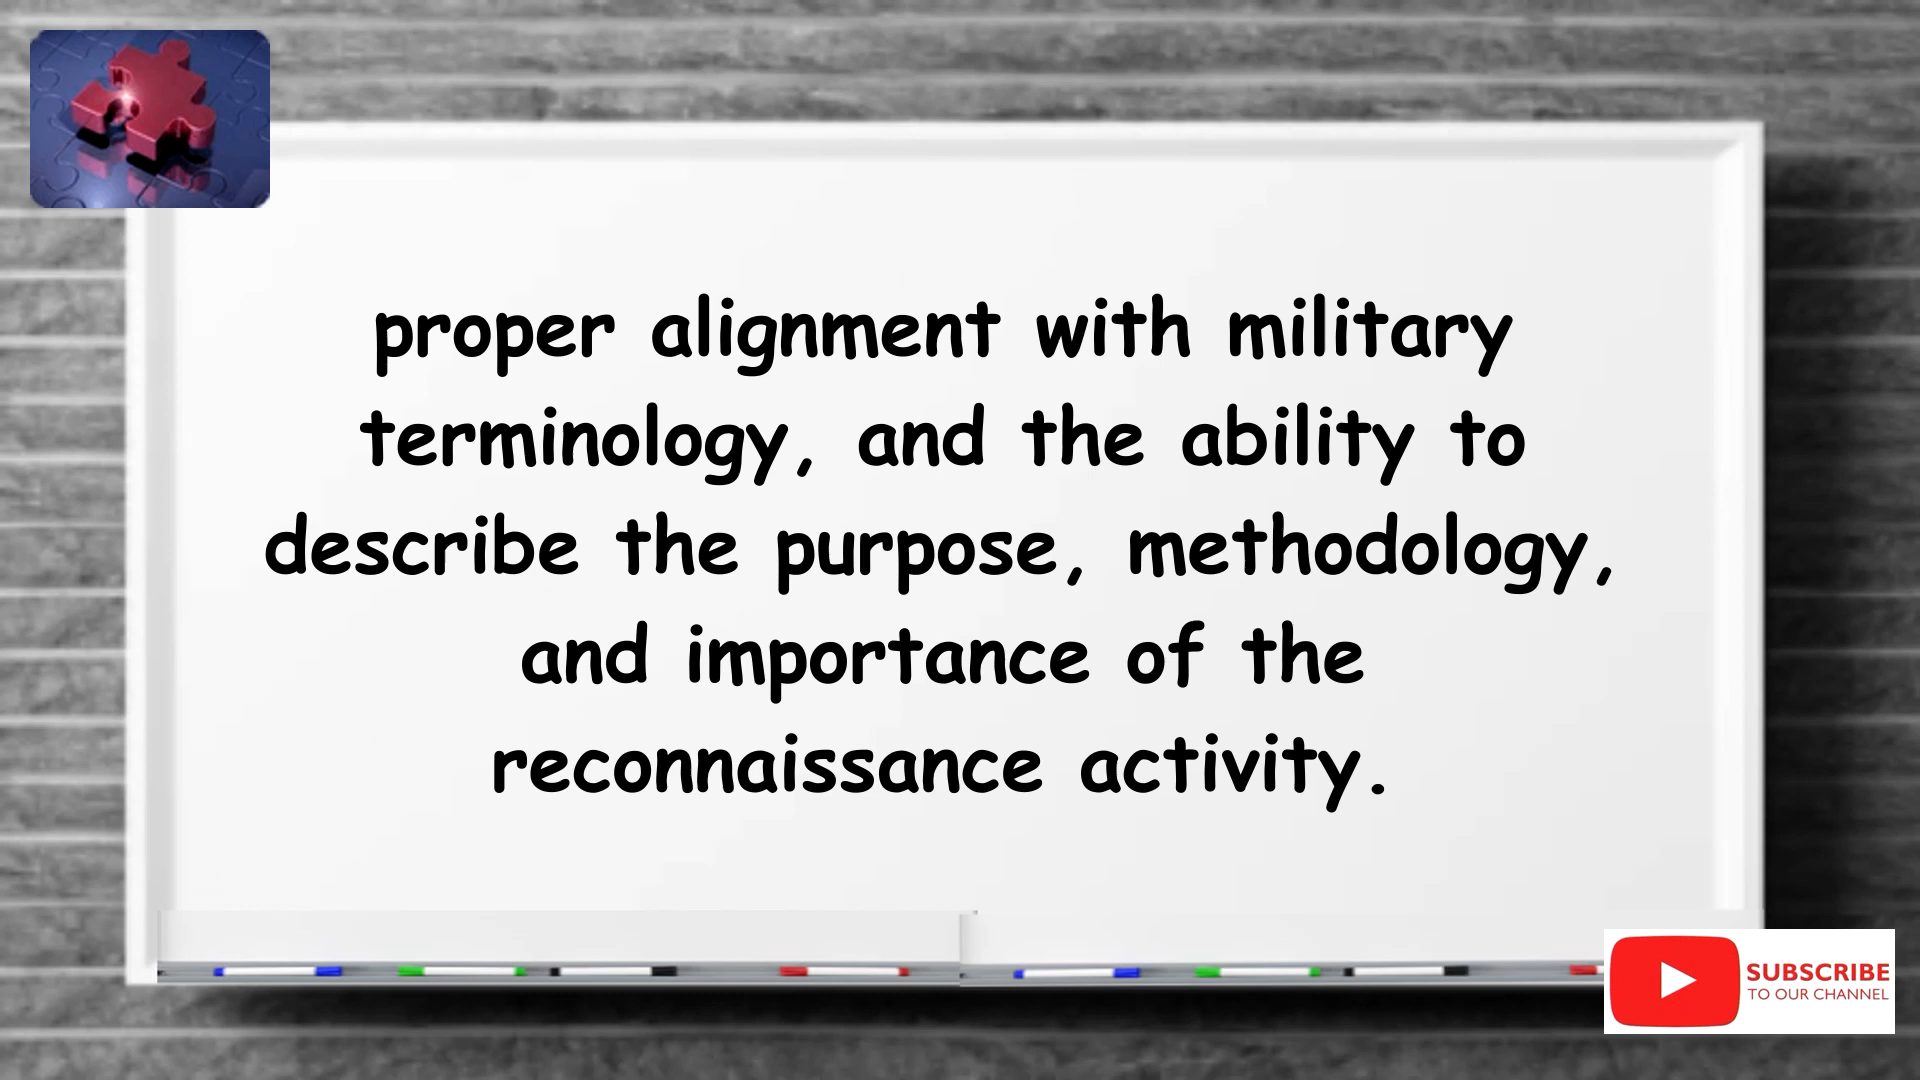 proper alignment with military
terminology, and the ability to
describe the purpose, methodology,
and importance of the
reconnaissance activity.
SUBSCRIBE
TO OUR CHANNEL